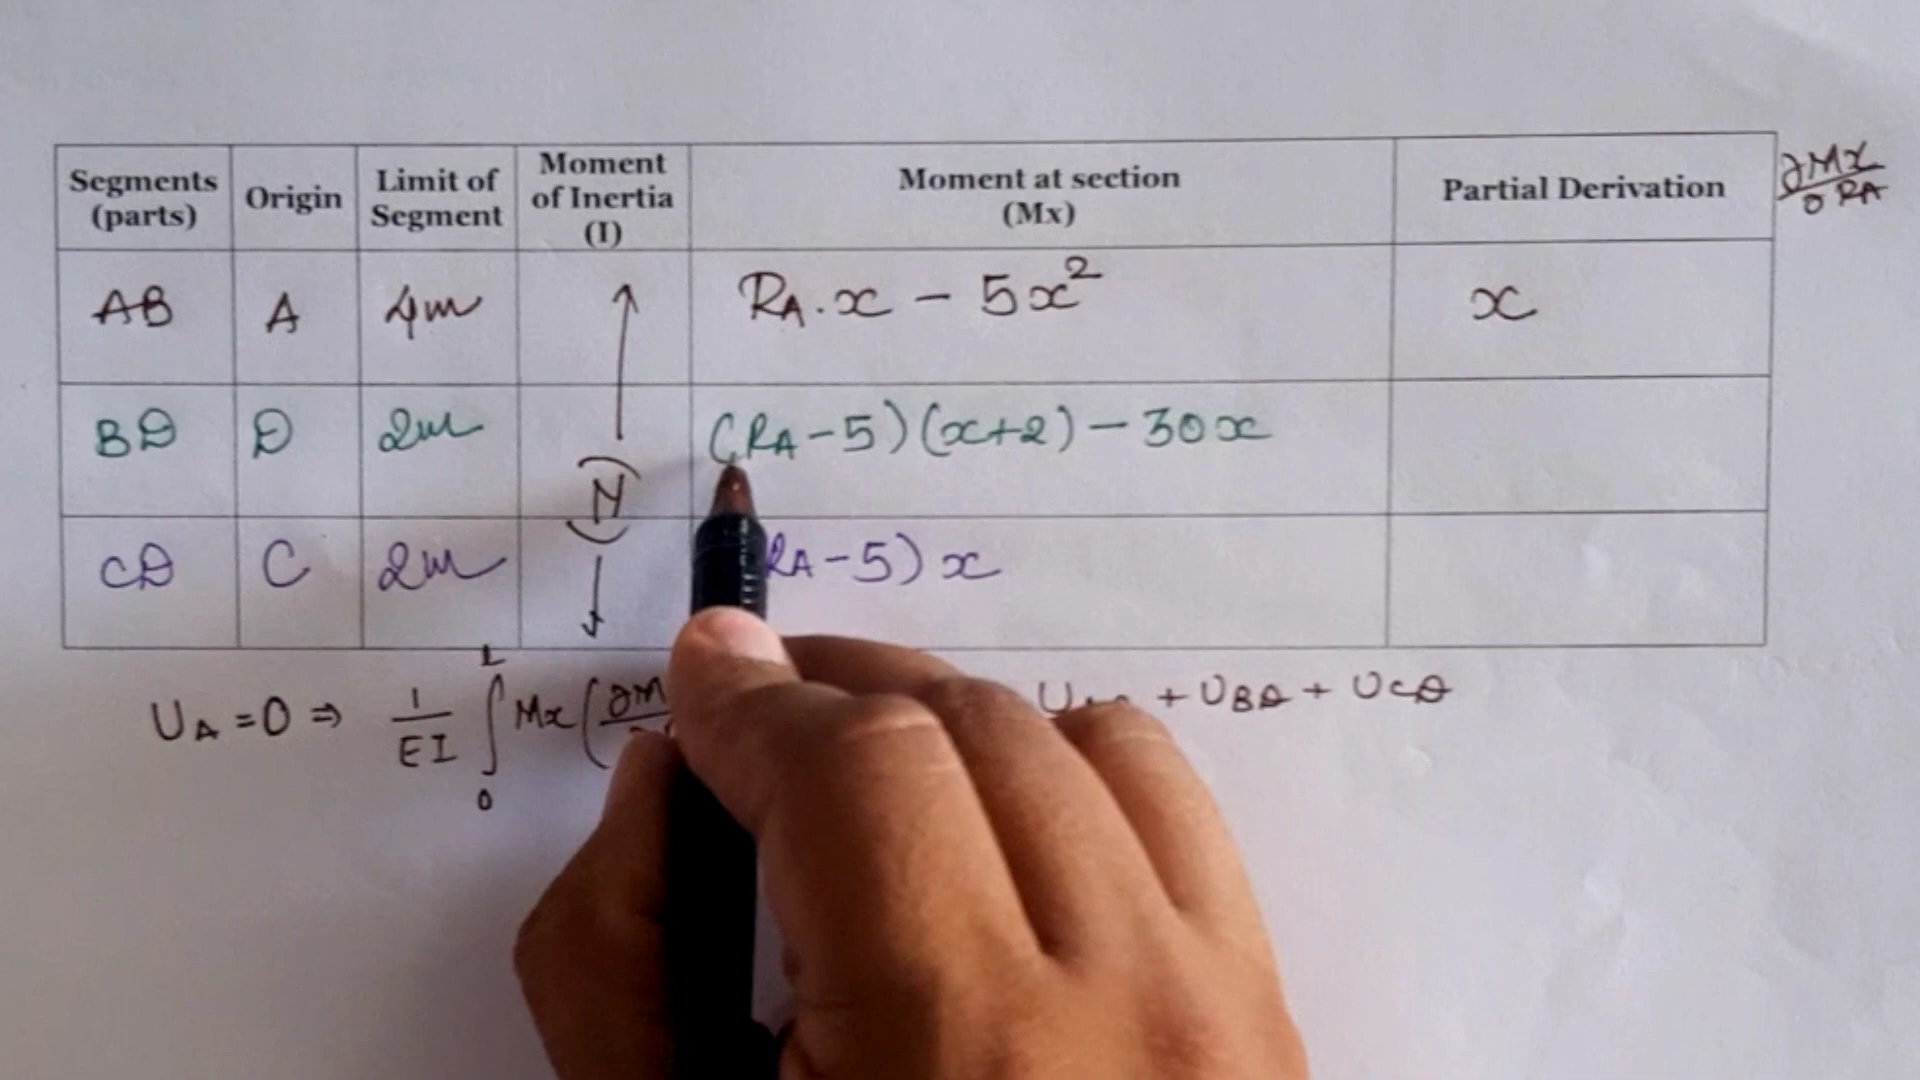 Segments (parts) Origin Limit of Segment Moment of Inertia (I) Moment at section (Mx) Partial Derivation ∂Mx/∂RA
AB A 4m RA.x - 5x² x
BD D 2m (RA-5)(x+2) - 30x
(I)
CD C 2m RA-5)x
UA=0 ⇒ 1/EI ∫₀ᴸ Mx(∂M + UBD + UCD